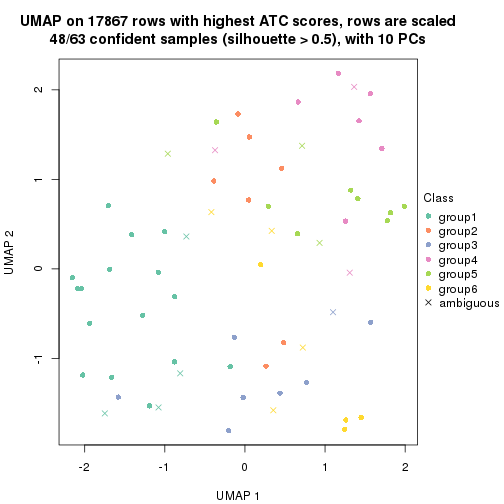 UMAP on 17867 rows with highest ATC scores, rows are scaled
48/63 confident samples (silhouette > 0.5), with 10 PCs
2
1
0
-1
UMAP 2
-2
-1
0
1
2
UMAP 1
Class
group1
group2
group3
group4
group5
group6
ambiguous